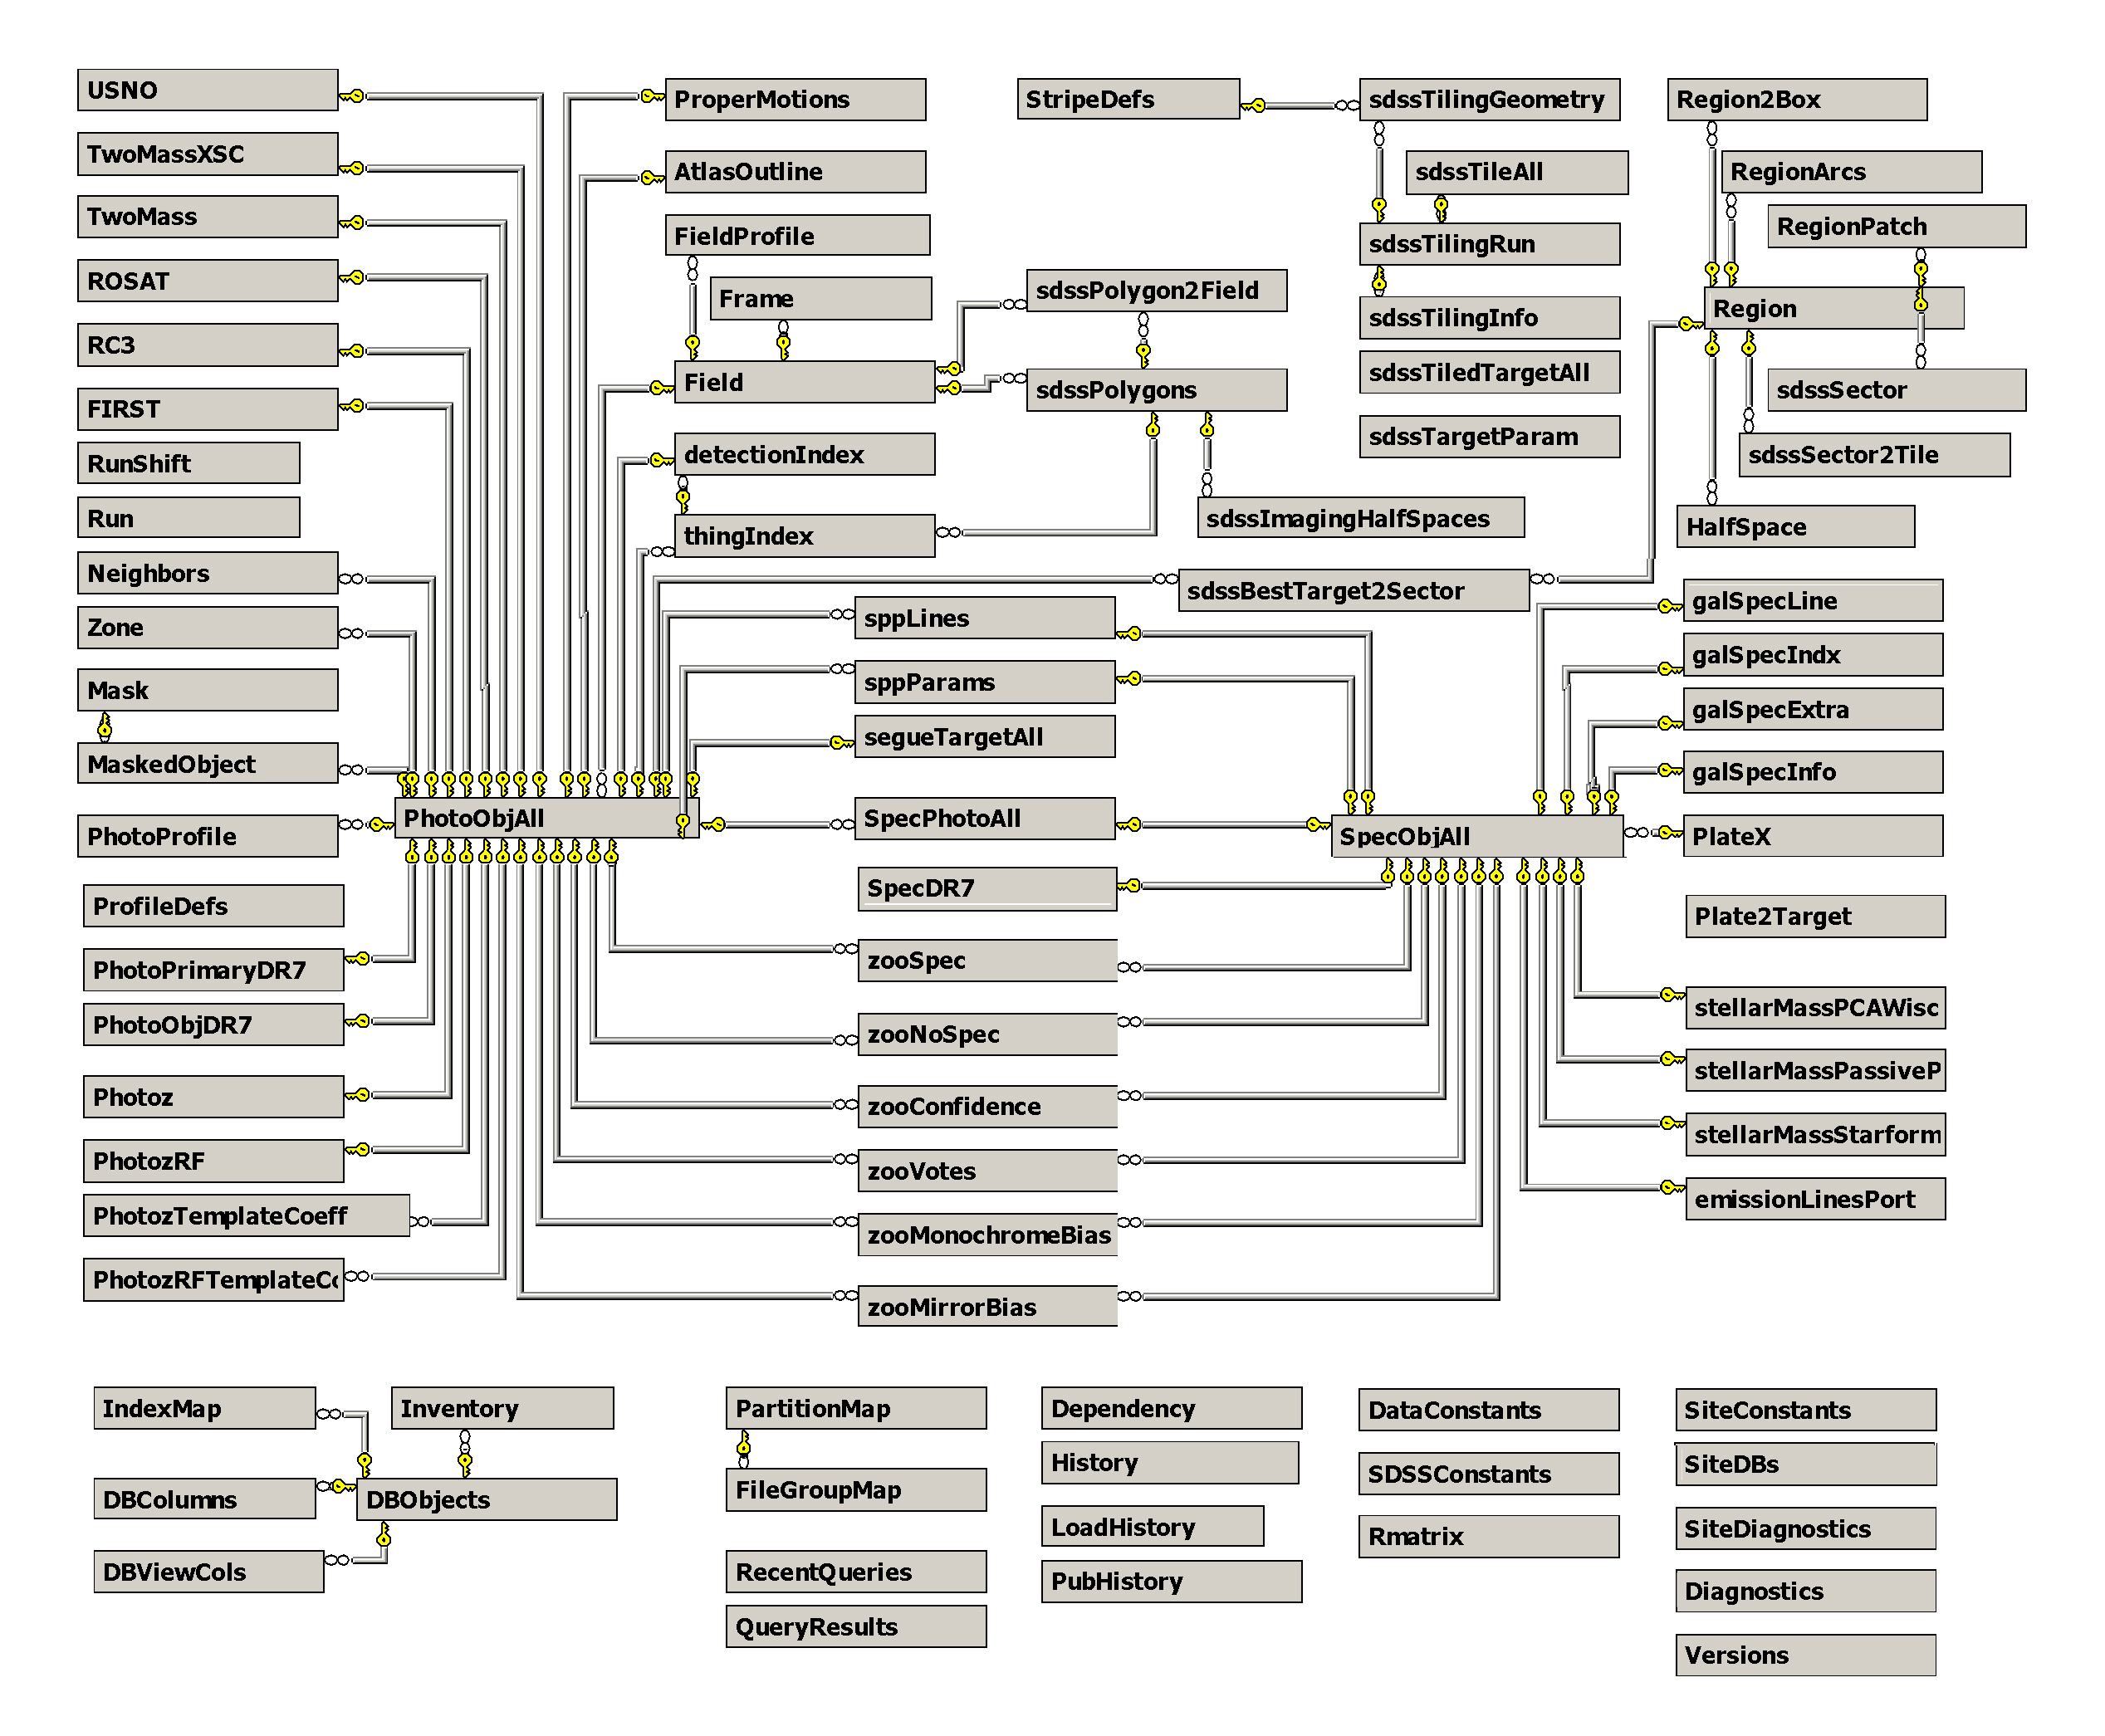 USNO
TwoMassXSC
TwoMass
ROSAT
RC3
FIRST
RunShift
Run
Neighbors
Zone
Mask
MaskedObject
PhotoProfile
ProfileDefs
PhotoPrimaryDR7
PhotoObjDR7
Photoz
PhotozRF
PhotozTemplateCoeff
PhotozRFTemplateCo
ProperMotions
AtlasOutline
FieldProfile
Frame
Field
detectionIndex
thingIndex
PhotoObjAll
StripeDefs
sdssPolygon2Field
sdssPolygons
sdssImagingHalfSpaces
sdssBestTarget2Sector
sdssTilingGeometry
sdssTileAll
sdssTilingRun
sdssTilingInfo
sdssTiledTargetAll
sdssTargetParam
Region2Box
RegionArcs
RegionPatch
Region
sdssSector
sdssSector2Tile
HalfSpace
sppLines
sppParams
segueTargetAll
SpecPhotoAll
SpecDR7
zooSpec
zooNoSpec
zooConfidence
zooVotes
zooMonochromeBias
zooMirrorBias
SpecObjAll
galSpecLine
galSpecIndx
galSpecExtra
galSpecInfo
PlateX
Plate2Target
stellarMassPCAWisc
stellarMassPassiveP
stellarMassStarform
emissionLinesPort
IndexMap
Inventory
DBColumns
DBObjects
DBViewCols
PartitionMap
FileGroupMap
RecentQueries
QueryResults
Dependency
History
LoadHistory
PubHistory
DataConstants
SDSSConstants
Rmatrix
SiteConstants
SiteDBs
SiteDiagnostics
Diagnostics
Versions